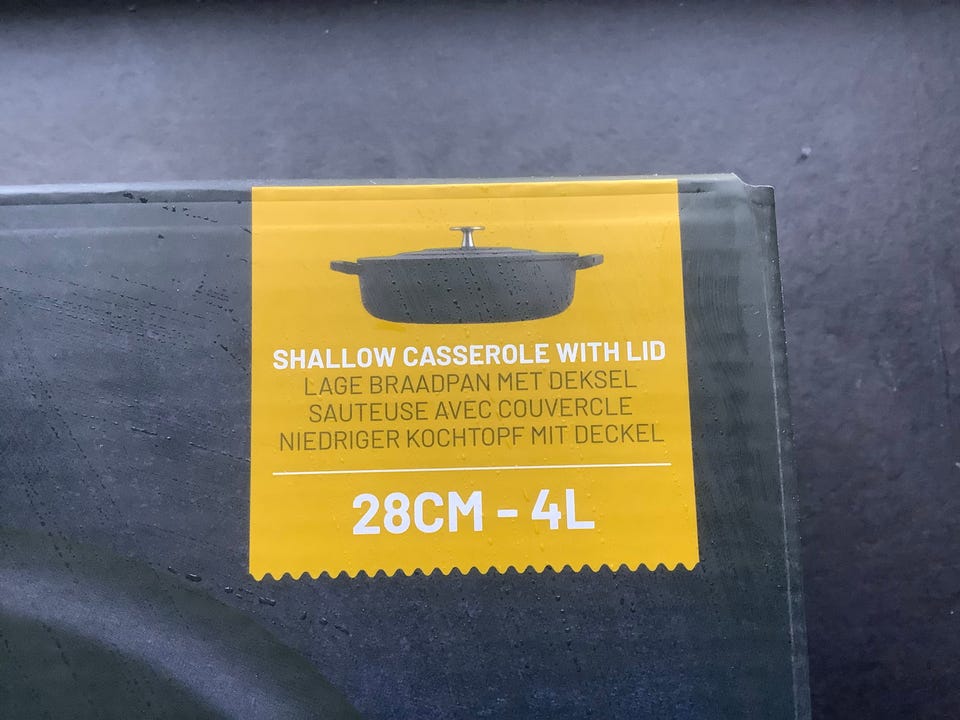 SHALLOW CASSEROLE WITH LID
LAGE BRAADPAN MET DEKSEL
SAUTEUSE AVEC COUVERCLE
NIEDRIGER KOCHTOPF MIT DECKEL
28CM - 4L